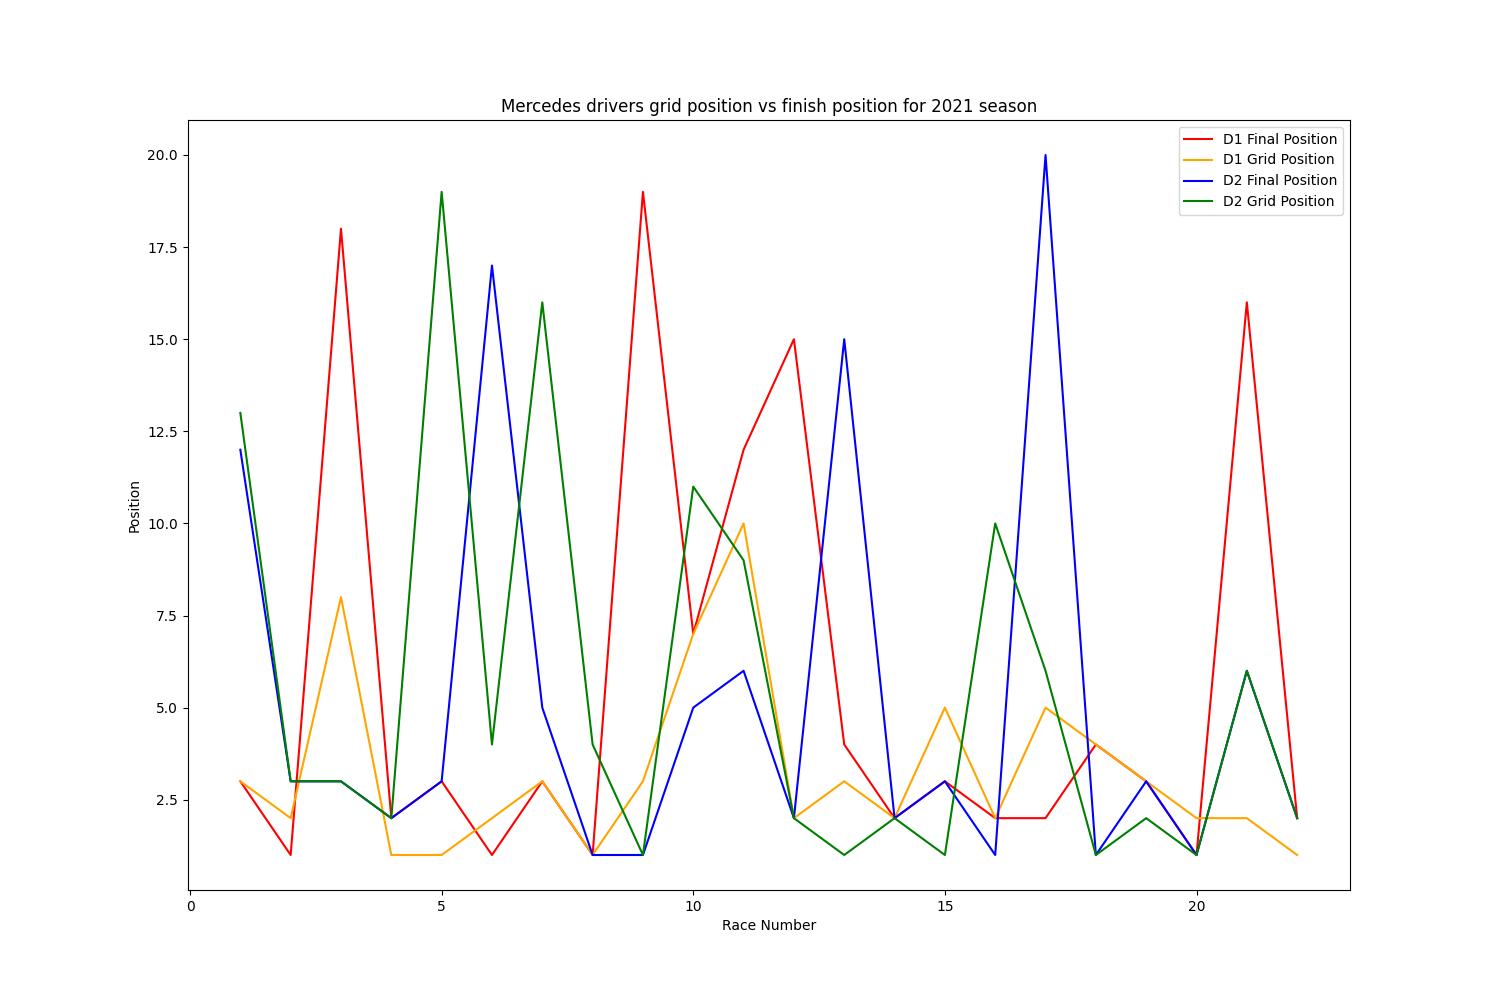 Mercedes drivers grid position vs finish position for 2021 season
D1 Final Position
D1 Grid Position
D2 Final Position
D2 Grid Position
20.0
17.5
15.0
12.5
10.0
7.5
5.0
2.5
Position
0
5
10
15
20
Race Number